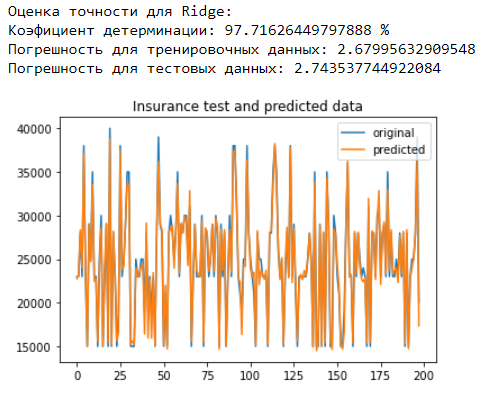 Оценка точности для Ridge:
Коэфициент детерминации: 97.71626449797888 %
Погрешность для тренировочных данных: 2.67995632909548
Погрешность для тестовых данных: 2.743537744922084
Insurance test and predicted data
original
predicted
40000
35000
30000
25000
20000
15000
0 25 50 75 100 125 150 175 200